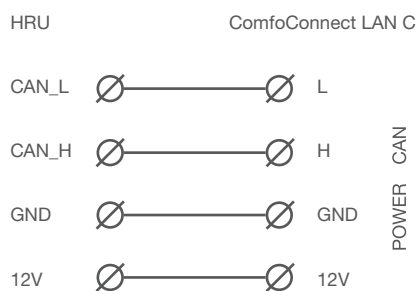 HRU ComfoConnect LAN C
CAN_L L
CAN_H H
CAN
GND GND
POWER
12V 12V